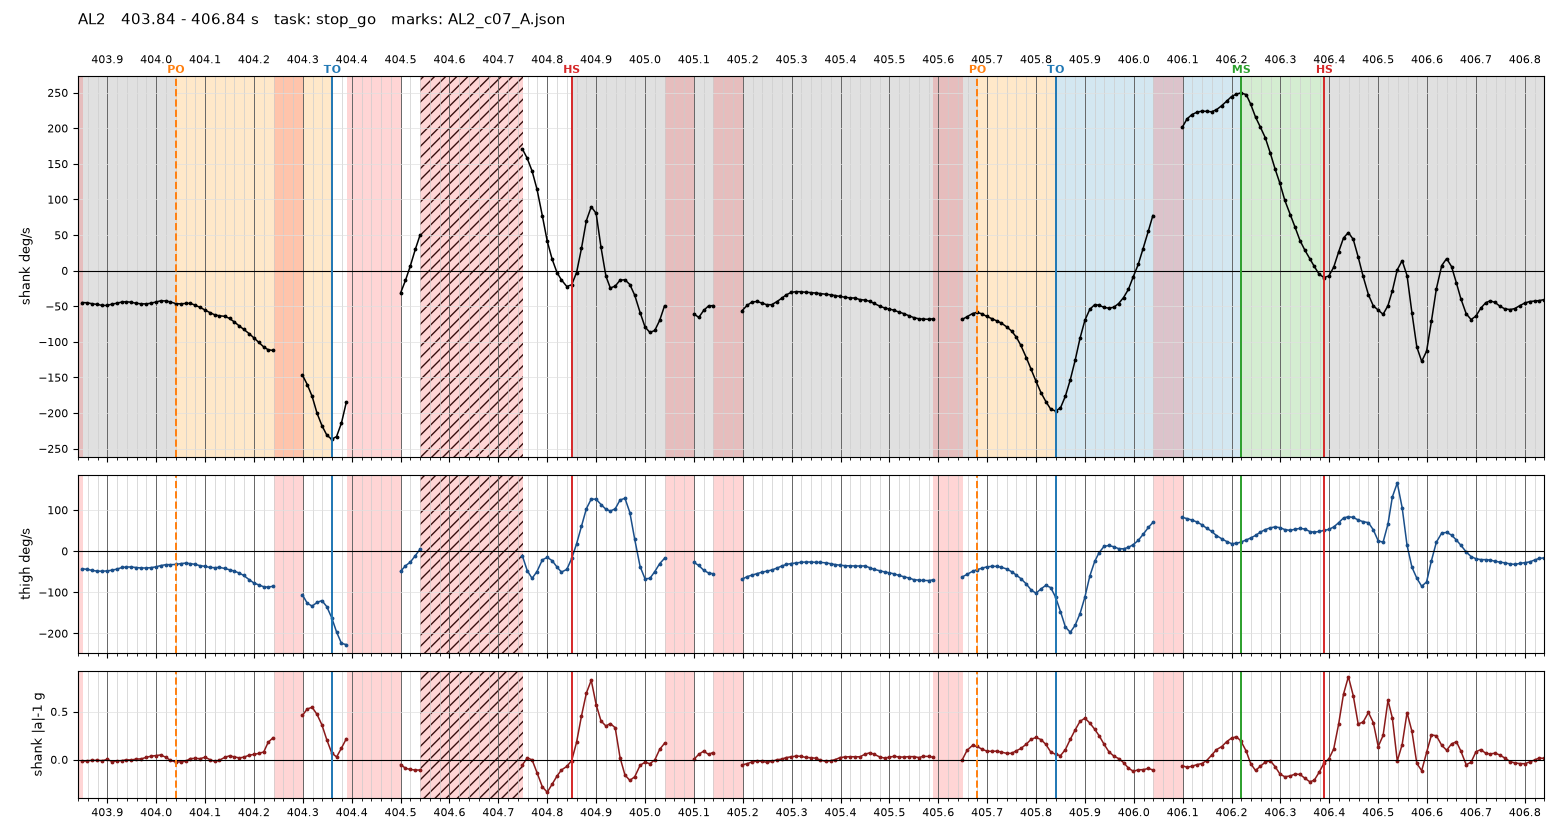 AL2 403.84 - 406.84 s task: stop_go marks: AL2_c07_A.json
403.9 404.0 404.1 404.2 404.3 404.4 404.5 404.6 404.7 404.8 404.9 405.0 405.1 405.2 405.3 405.4 405.5 405.6 405.7 405.8 405.9 406.0 406.1 406.2 406.3 406.4 406.5 406.6 406.7 406.8
PO TO HS PO TO MS HS
250
200
150
100
50
0
−50
−100
−150
−200
−250
shank deg/s
100
0
−100
−200
thigh deg/s
0.5
0.0
shank |a|-1 g
403.9 404.0 404.1 404.2 404.3 404.4 404.5 404.6 404.7 404.8 404.9 405.0 405.1 405.2 405.3 405.4 405.5 405.6 405.7 405.8 405.9 406.0 406.1 406.2 406.3 406.4 406.5 406.6 406.7 406.8